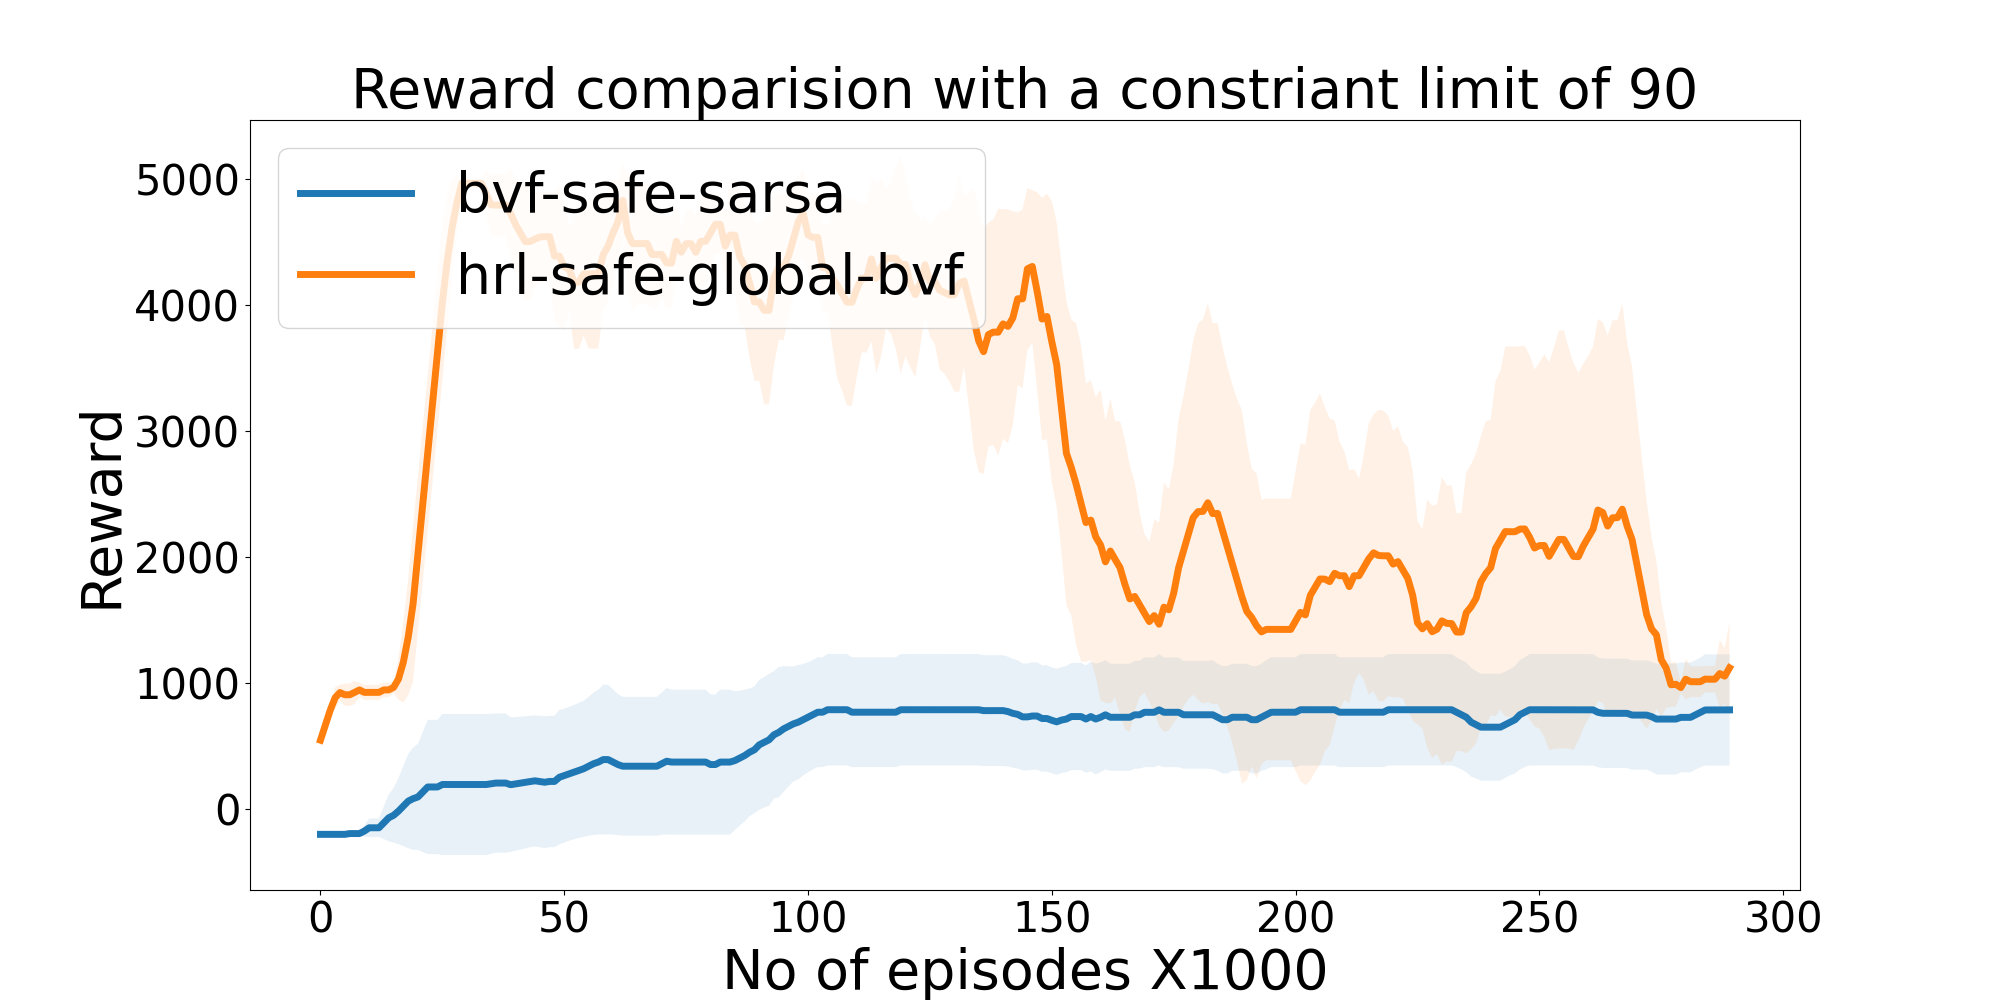 Reward comparision with a constriant limit of 90
bvf-safe-sarsa
hrl-safe-global-bvf
Reward
5000
4000
3000
2000
1000
0
0 50 100 150 200 250 300
No of episodes X1000